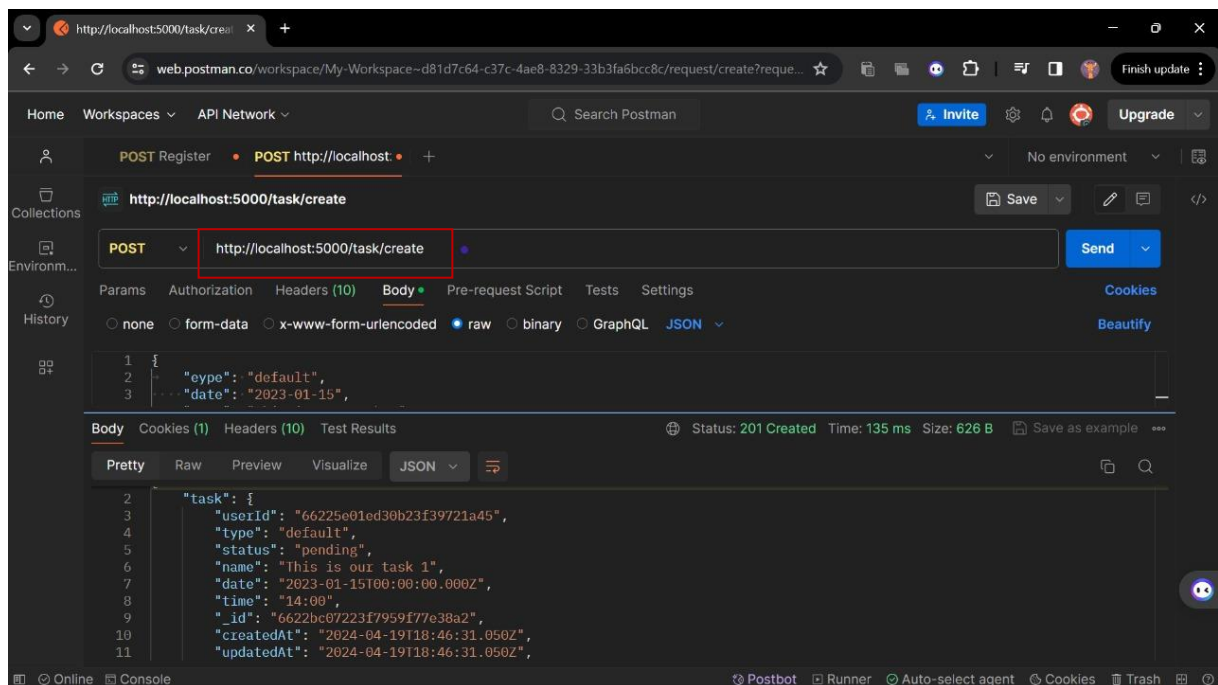 http://localhost:5000/task/creat
web.postman.co/workspace/My-Workspace~d81d7c64-c37c-4ae8-8329-33b3fa6bcc8c/request/create?reque...
Finish update
Home Workspaces API Network Search Postman Invite Upgrade
POST Register POST http://localhost: + No environment
HTTP http://localhost:5000/task/create Save
Collections
POST http://localhost:5000/task/create Send
Environm...
Params Authorization Headers (10) Body Pre-request Script Tests Settings Cookies
History
none form-data x-www-form-urlencoded raw binary GraphQL JSON Beautify
1 {
2 "eype": "default",
3 "date": "2023-01-15",
Body Cookies (1) Headers (10) Test Results Status: 201 Created Time: 135 ms Size: 626 B Save as example
Pretty Raw Preview Visualize JSON
2 "task": {
3 "userId": "66225e01ed30b23f39721a45",
4 "type": "default",
5 "status": "pending",
6 "name": "This is our task 1",
7 "date": "2023-01-15T00:00:00.000Z",
8 "time": "14:00",
9 "_id": "6622bc07223f7959f77e38a2",
10 "createdAt": "2024-04-19T18:46:31.050Z",
11 "updatedAt": "2024-04-19T18:46:31.050Z",
Online Console Postbot Runner Auto-select agent Cookies Trash